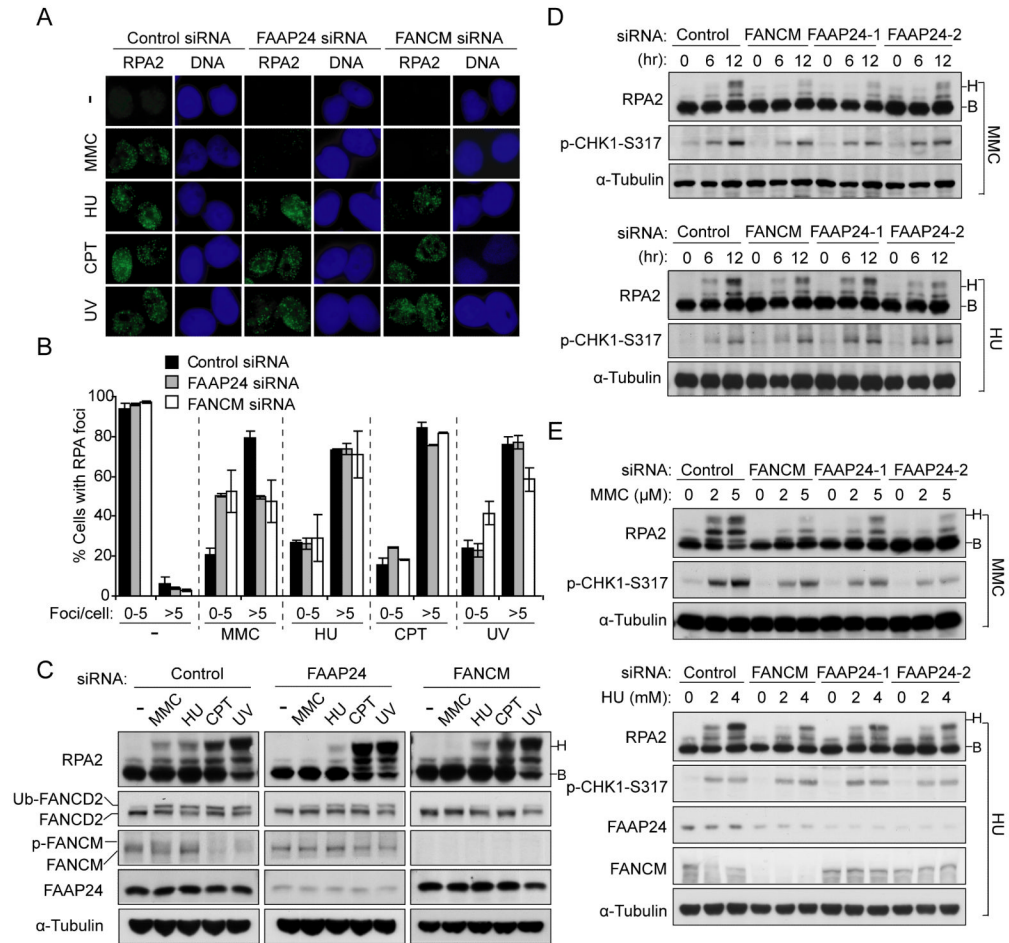 A
Control siRNA FAAP24 siRNA FANCM siRNA
RPA2 DNA RPA2 DNA RPA2 DNA
-
MMC
HU
CPT
UV
B
Control siRNA
FAAP24 siRNA
FANCM siRNA
% Cells with RPA foci
100
80
60
40
20
0
Foci/cell: 0-5 >5 0-5 >5 0-5 >5 0-5 >5 0-5 >5
- MMC HU CPT UV
C
siRNA: Control FAAP24 FANCM
- MMC HU CPT UV - MMC HU CPT UV - MMC HU CPT UV
RPA2 H
B
Ub-FANCD2
FANCD2
p-FANCM
FANCM
FAAP24
α-Tubulin
D
siRNA: Control FANCM FAAP24-1 FAAP24-2
(hr): 0 6 12 0 6 12 0 6 12 0 6 12
RPA2 H
B
p-CHK1-S317
α-Tubulin
MMC
siRNA: Control FANCM FAAP24-1 FAAP24-2
(hr): 0 6 12 0 6 12 0 6 12 0 6 12
RPA2 H
B
p-CHK1-S317
α-Tubulin
HU
E
siRNA: Control FANCM FAAP24-1 FAAP24-2
MMC (μM): 0 2 5 0 2 5 0 2 5 0 2 5
RPA2 H
B
p-CHK1-S317
α-Tubulin
MMC
siRNA: Control FANCM FAAP24-1 FAAP24-2
HU (mM): 0 2 4 0 2 4 0 2 4 0 2 4
RPA2 H
B
p-CHK1-S317
FAAP24
FANCM
α-Tubulin
HU